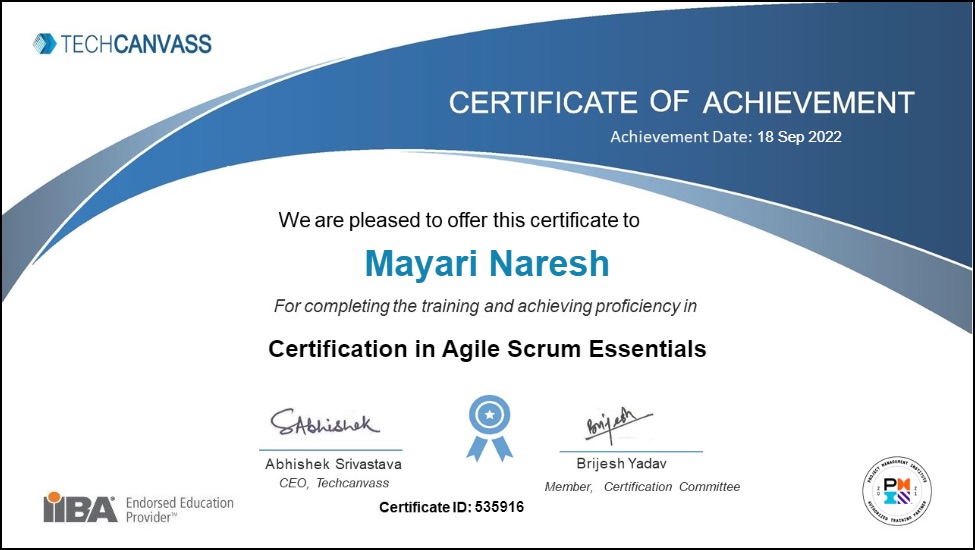 TECHCANVASS
CERTIFICATE OF ACHIEVEMENT
Achievement Date: 18 Sep 2022
We are pleased to offer this certificate to
Mayari Naresh
For completing the training and achieving proficiency in
Certification in Agile Scrum Essentials
SAbhishek
Brijesh
Abhishek Srivastava
CEO, Techcanvass
Brijesh Yadav
Member, Certification Committee
Certificate ID: 535916
IIBA
Endorsed Education
Provider™
PROJECT MANAGEMENT INSTITUTE
PMI
20 21
AUTHORIZED TRAINING PARTNER